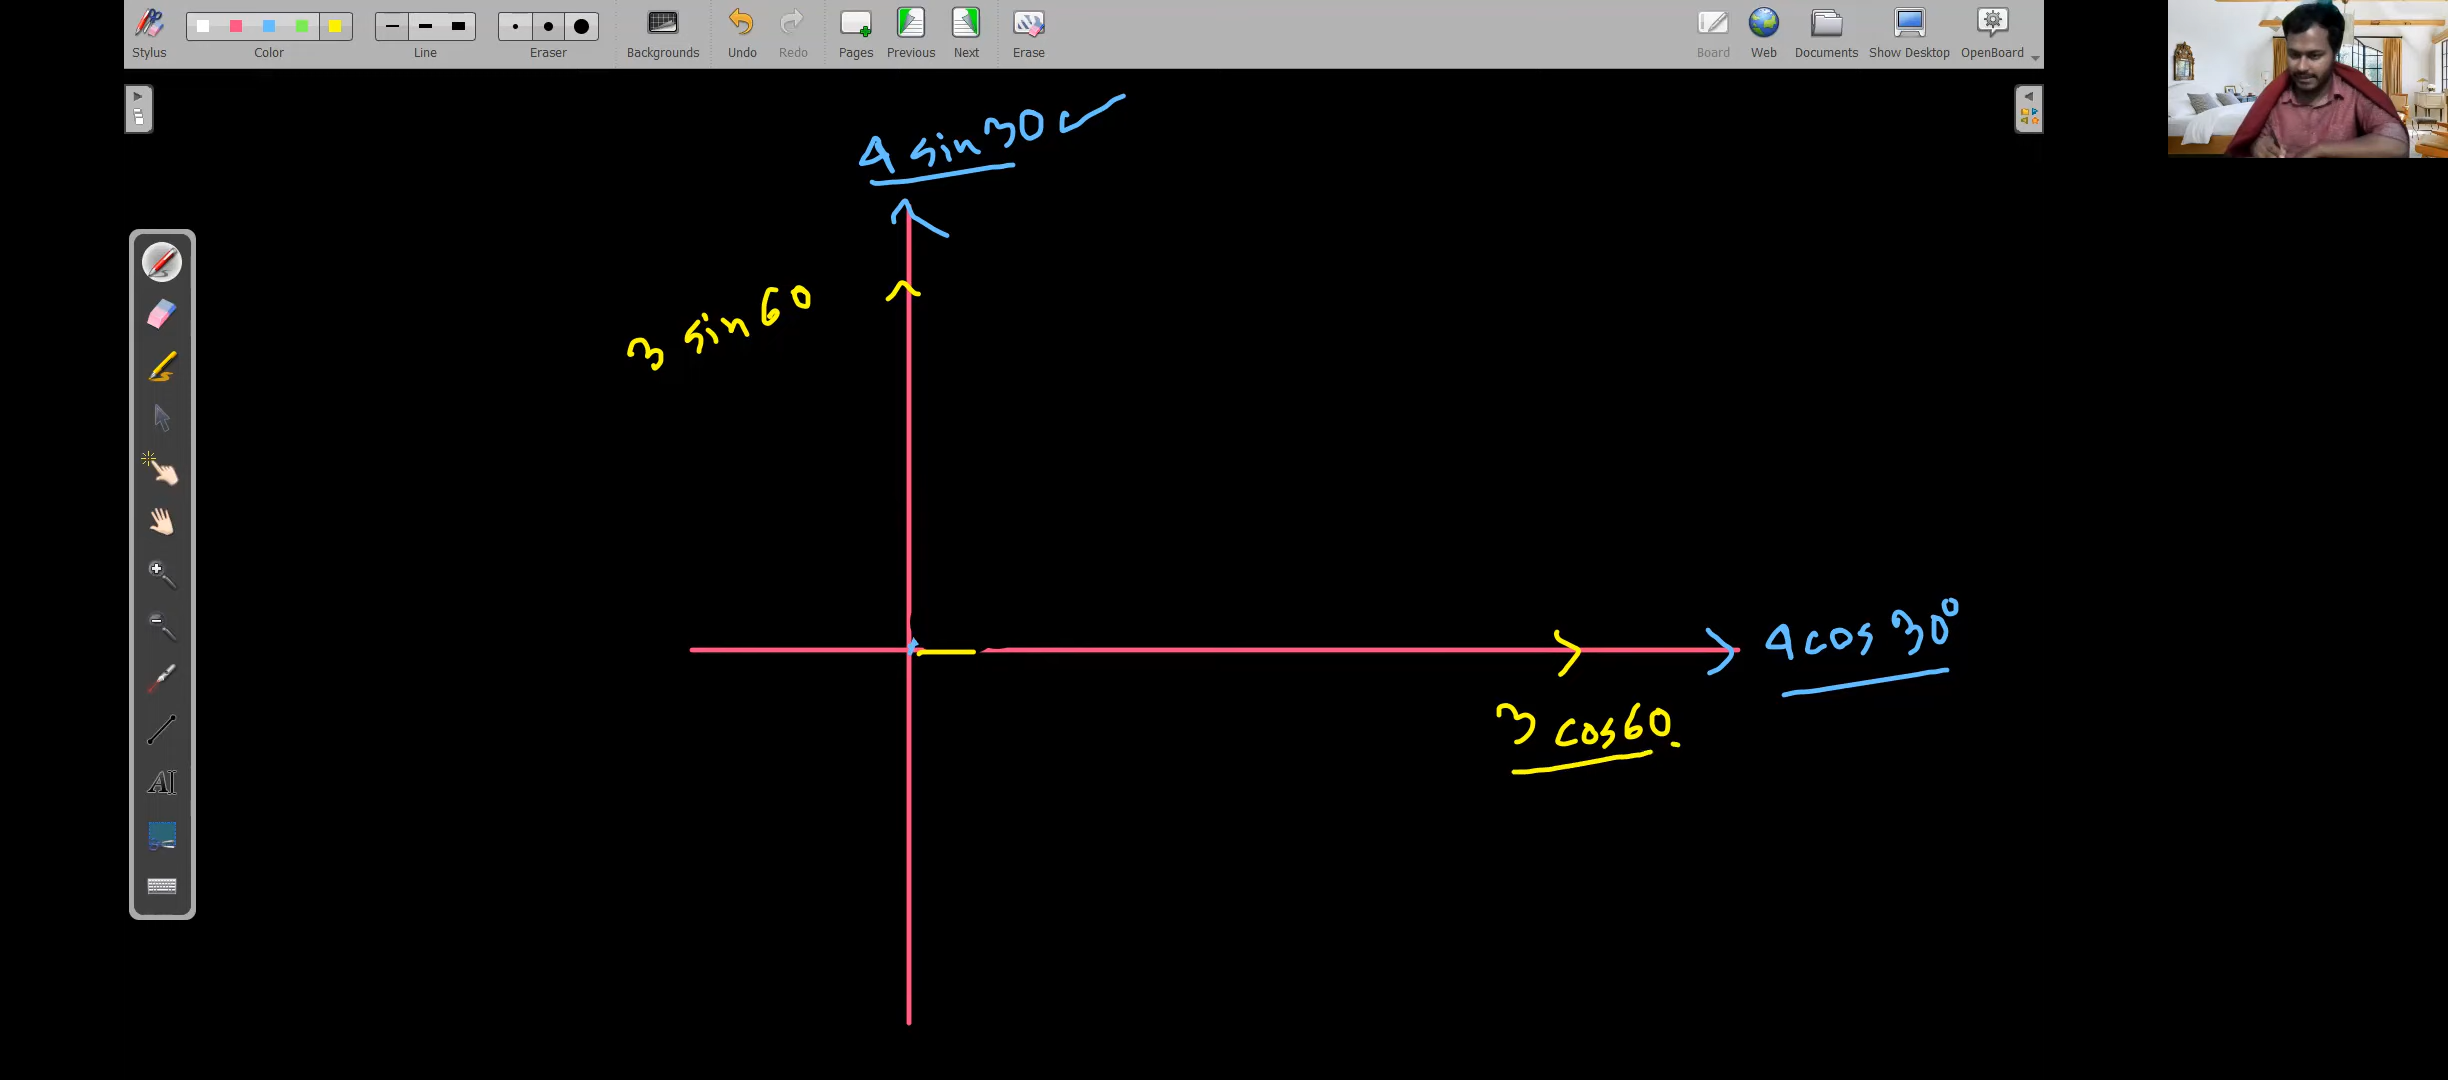 Stylus Color Line Eraser Backgrounds Undo Redo Pages Previous Next Erase Board Web Documents Show Desktop OpenBoard
4 sin 30
3 sin 60
4 cos 30°
3 cos 60.
AI